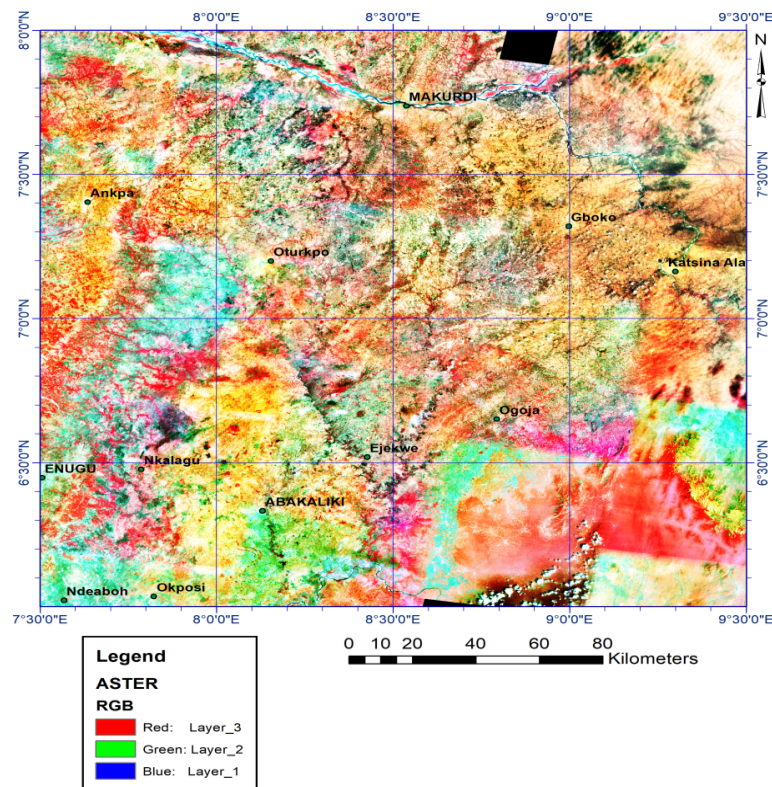 8°0'0"E 8°30'0"E 9°0'0"E 9°30'0"E
8°0'0"N
8°0'0"N
N
MAKURDI
7°30'0"N
7°30'0"N
Ankpa
Gboko
Oturkpo
Katsina Ala
7°0'0"N
7°0'0"N
Ogoja
Ejekwe
ENUGU
Nkalagu
6°30'0"N
6°30'0"N
ABAKALIKI
Ndeaboh
Okposi
7°30'0"E 8°0'0"E 8°30'0"E 9°0'0"E 9°30'0"E
0 10 20 40 60 80
Kilometers
Legend
ASTER
RGB
Red: Layer_3
Green: Layer_2
Blue: Layer_1